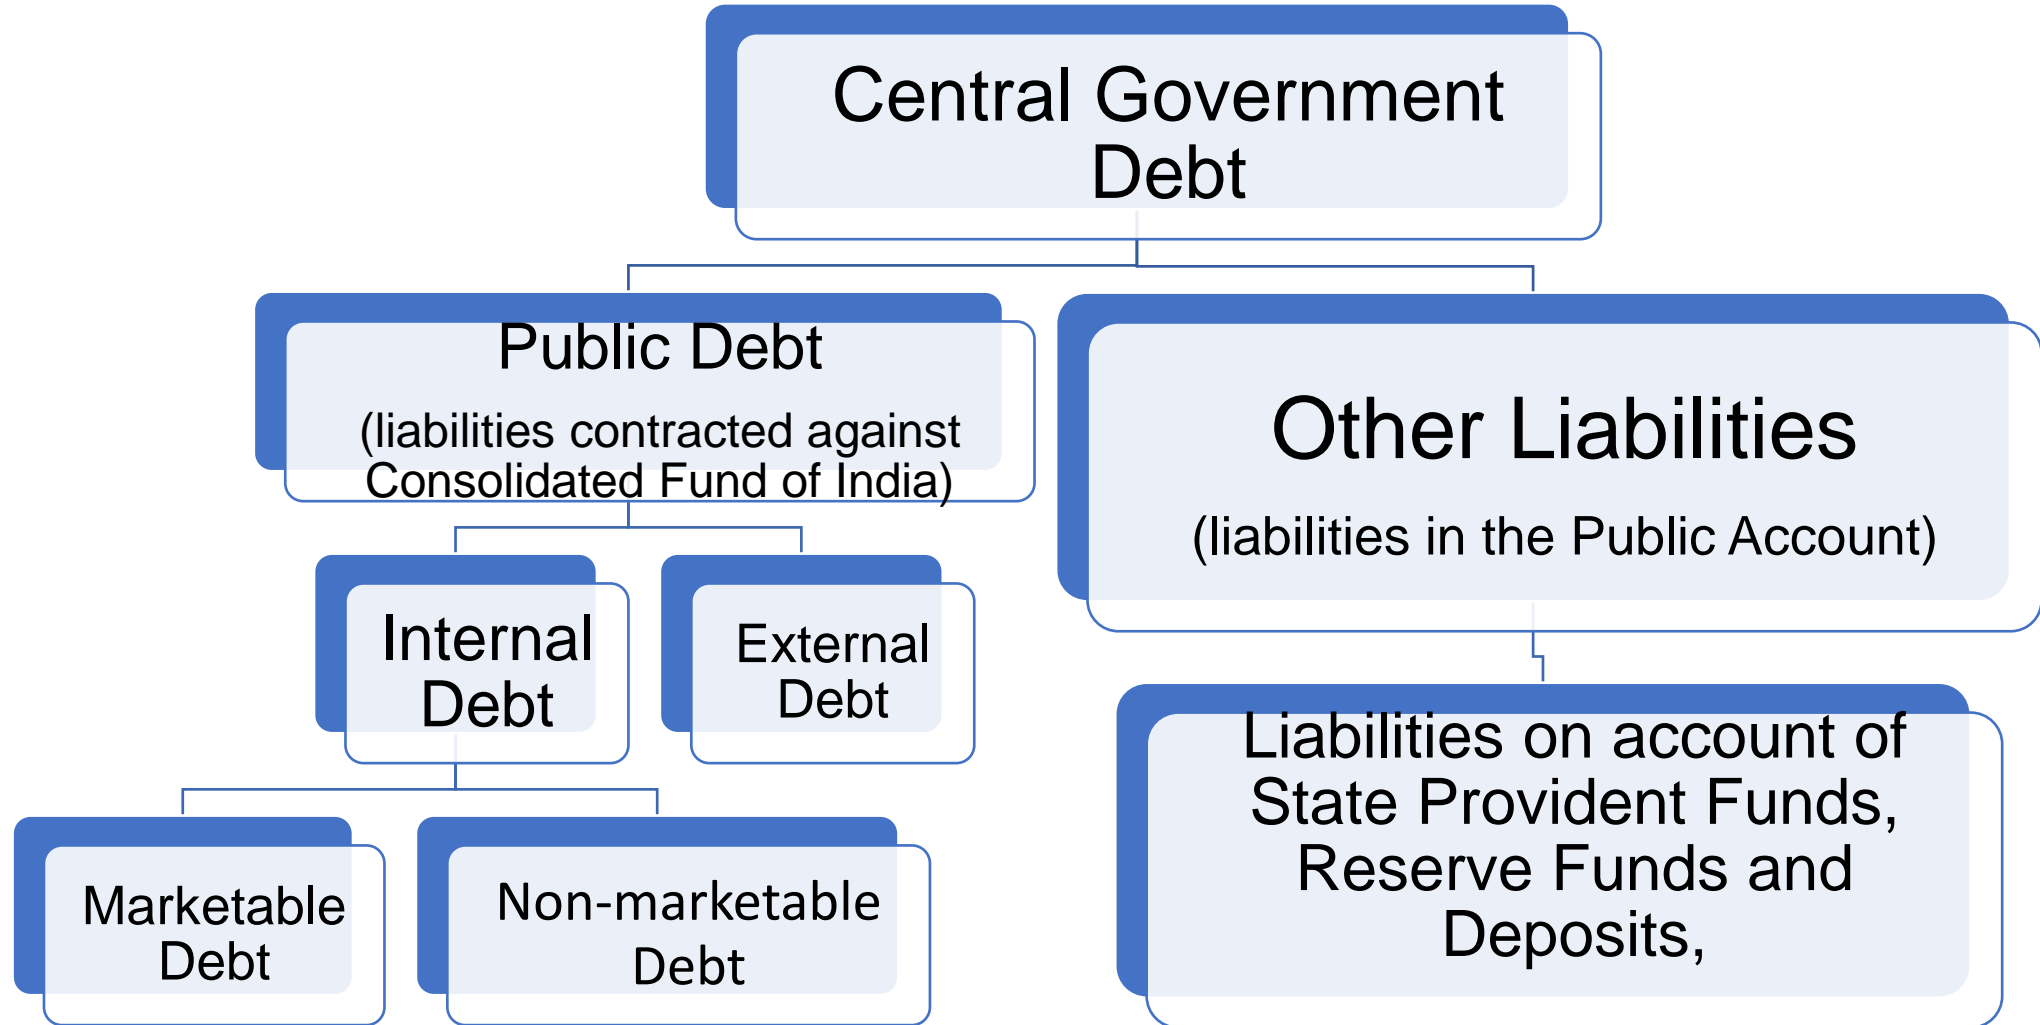 Central Government
Debt
Public Debt
(liabilities contracted against
Consolidated Fund of India)
Other Liabilities
(liabilities in the Public Account)
Internal
Debt
External
Debt
Marketable
Debt
Non-marketable
Debt
Liabilities on account of
State Provident Funds,
Reserve Funds and
Deposits,